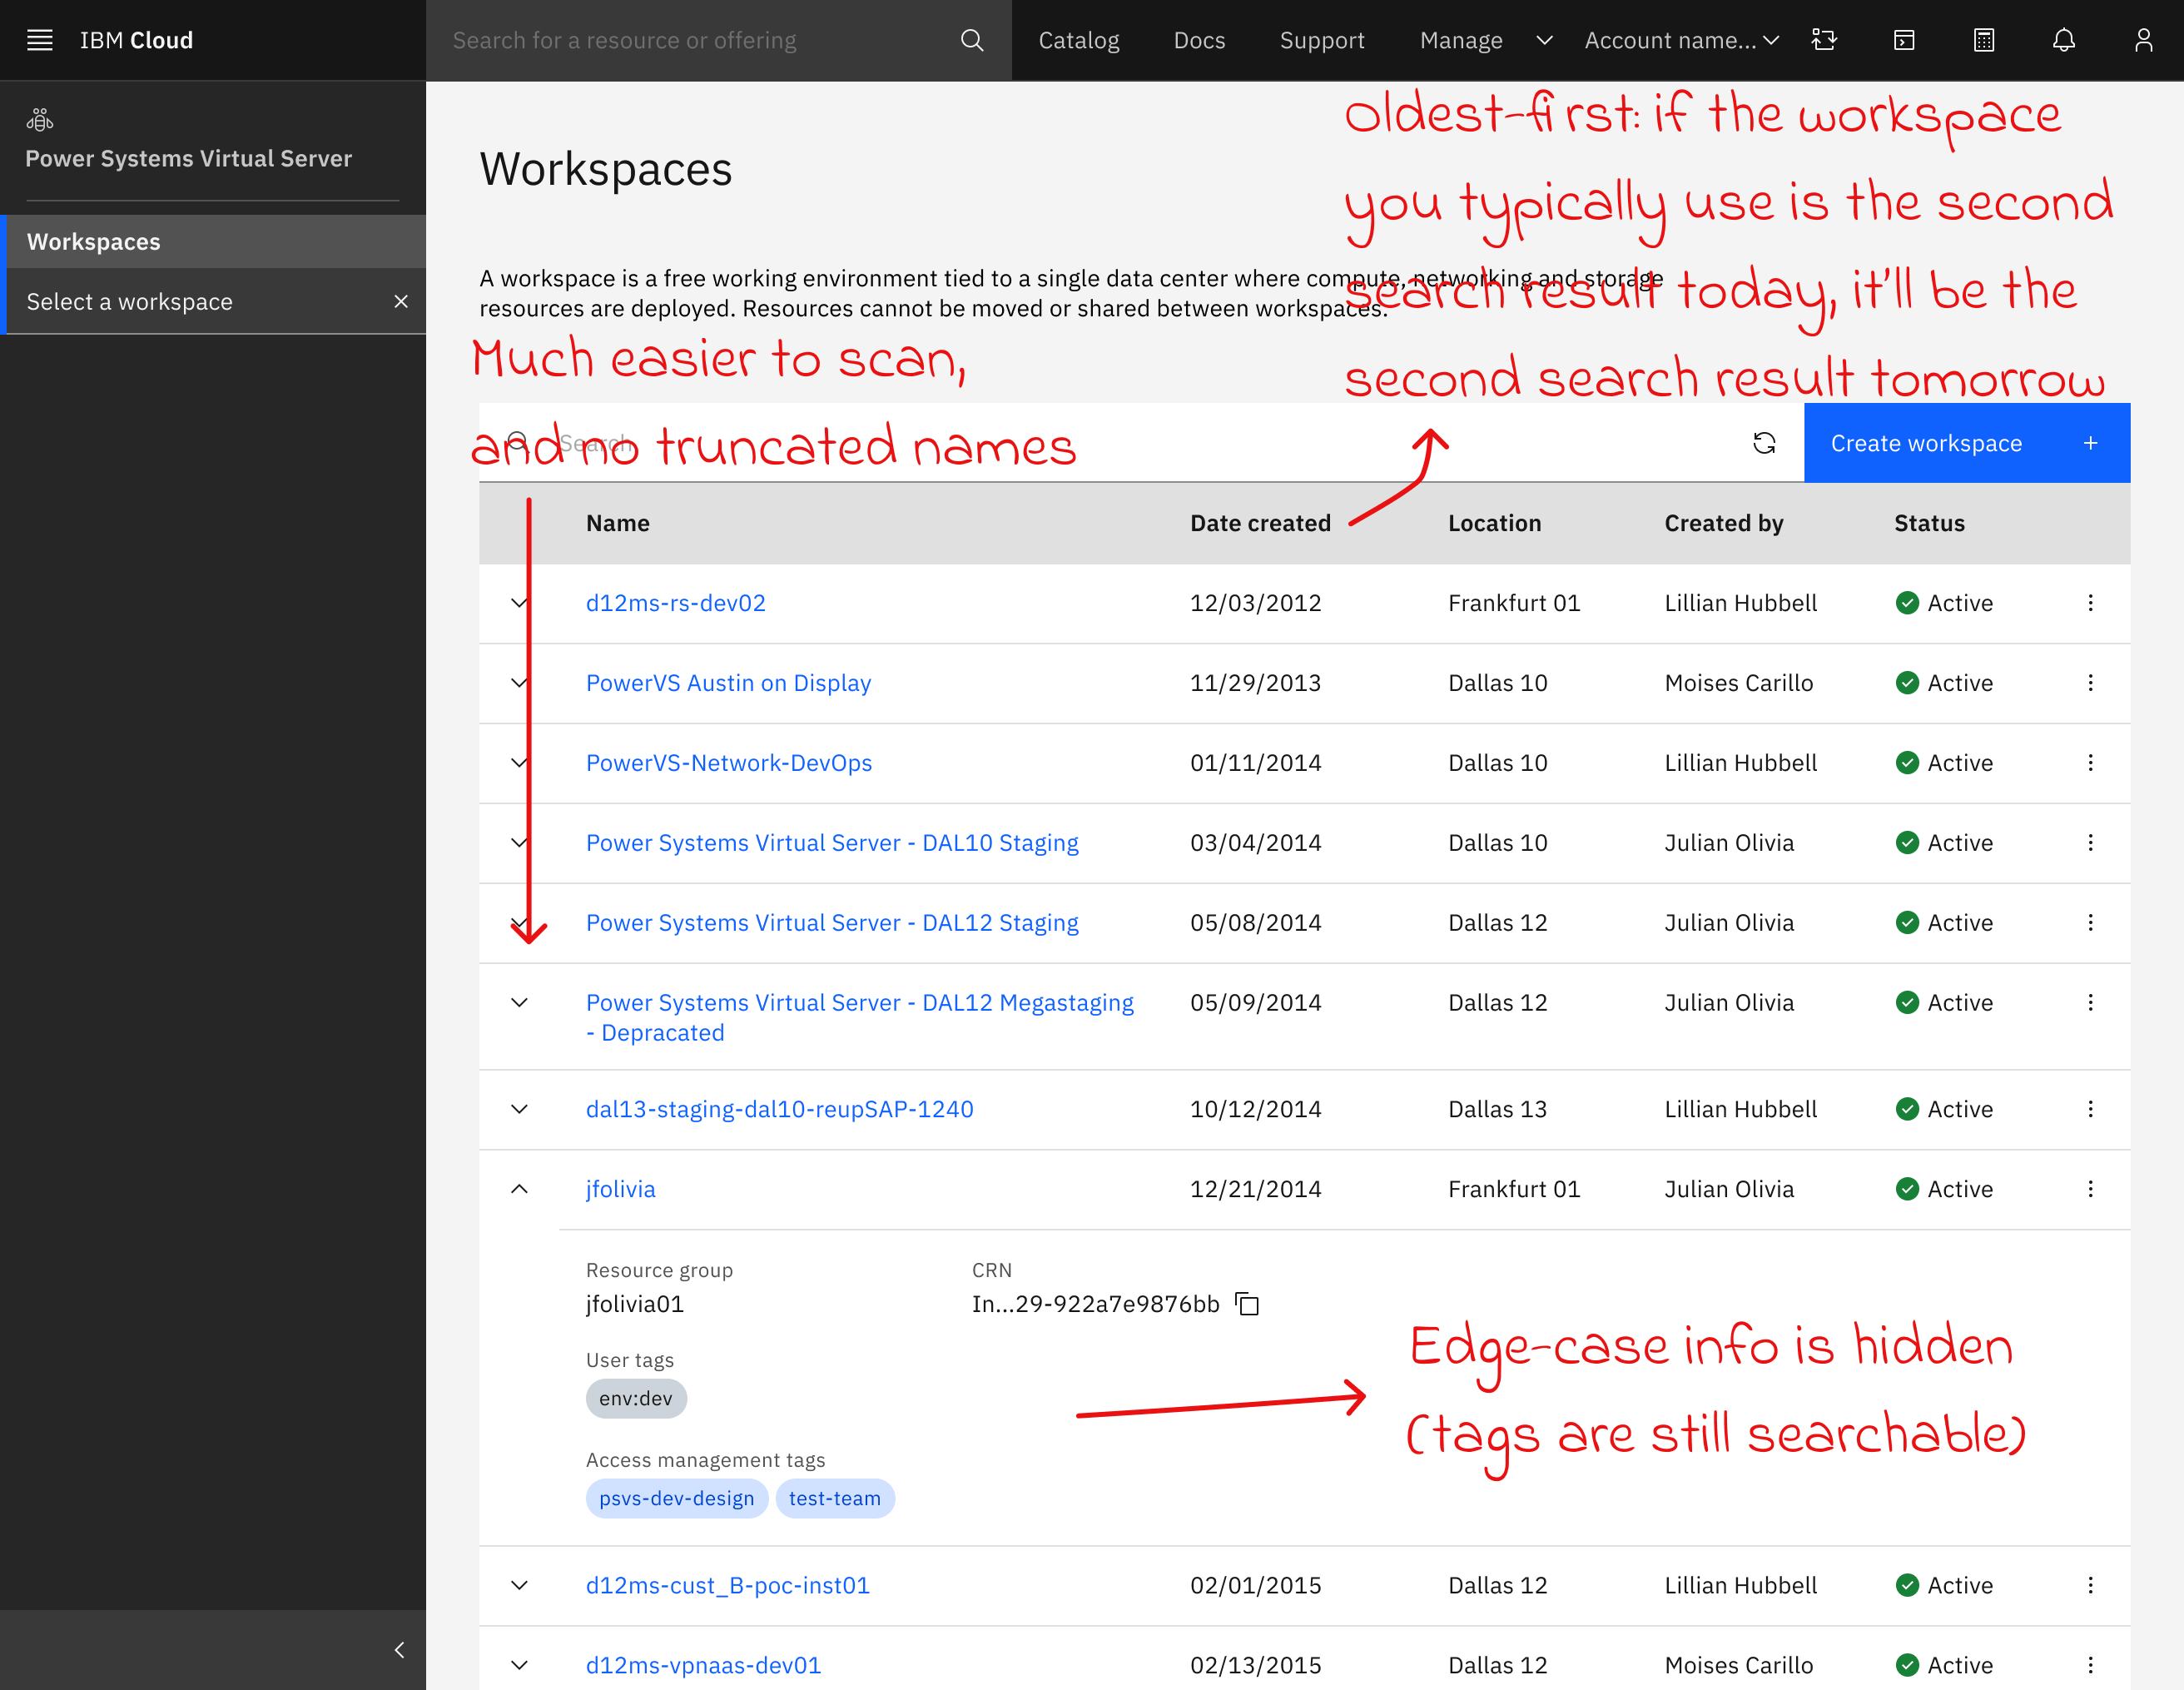 IBM Cloud
Search for a resource or offering
Catalog
Docs
Support
Manage
Account name...
Power Systems Virtual Server
Workspaces
Select a workspace
Workspaces
Oldest-first: if the workspace
you typically use is the second
search result today, it'll be the
second search result tomorrow
A workspace is a free working environment tied to a single data center where compute, networking and storage
resources are deployed. Resources cannot be moved or shared between workspaces.
Much easier to scan,
and no truncated names
Search
Create workspace
Name Date created Location Created by Status
d12ms-rs-dev02 12/03/2012 Frankfurt 01 Lillian Hubbell Active
PowerVS Austin on Display 11/29/2013 Dallas 10 Moises Carillo Active
PowerVS-Network-DevOps 01/11/2014 Dallas 10 Lillian Hubbell Active
Power Systems Virtual Server - DAL10 Staging 03/04/2014 Dallas 10 Julian Olivia Active
Power Systems Virtual Server - DAL12 Staging 05/08/2014 Dallas 12 Julian Olivia Active
Power Systems Virtual Server - DAL12 Megastaging 05/09/2014 Dallas 12 Julian Olivia Active
- Depracated
dal13-staging-dal10-reupSAP-1240 10/12/2014 Dallas 13 Lillian Hubbell Active
jfolivia 12/21/2014 Frankfurt 01 Julian Olivia Active
Resource group
jfolivia01
CRN
In...29-922a7e9876bb
User tags
env:dev
Access management tags
psvs-dev-design test-team
Edge-case info is hidden
(tags are still searchable)
d12ms-cust_B-poc-inst01 02/01/2015 Dallas 12 Lillian Hubbell Active
d12ms-vpnaas-dev01 02/13/2015 Dallas 12 Moises Carillo Active